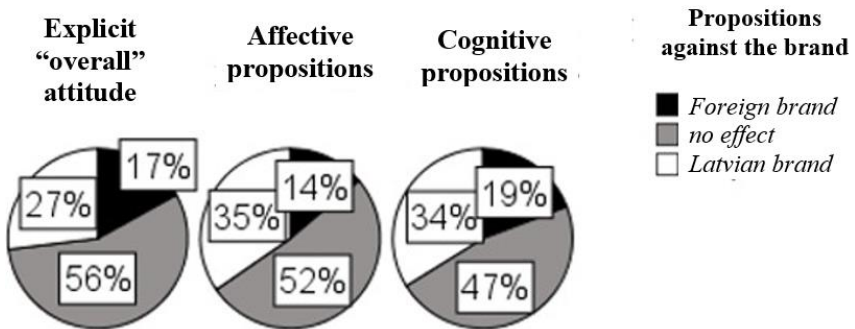 Explicit
“overall”
attitude
Affective
propositions
Cognitive
propositions
Propositions
against the brand
Foreign brand
no effect
Latvian brand
17%
27%
56%
14%
35%
52%
19%
34%
47%